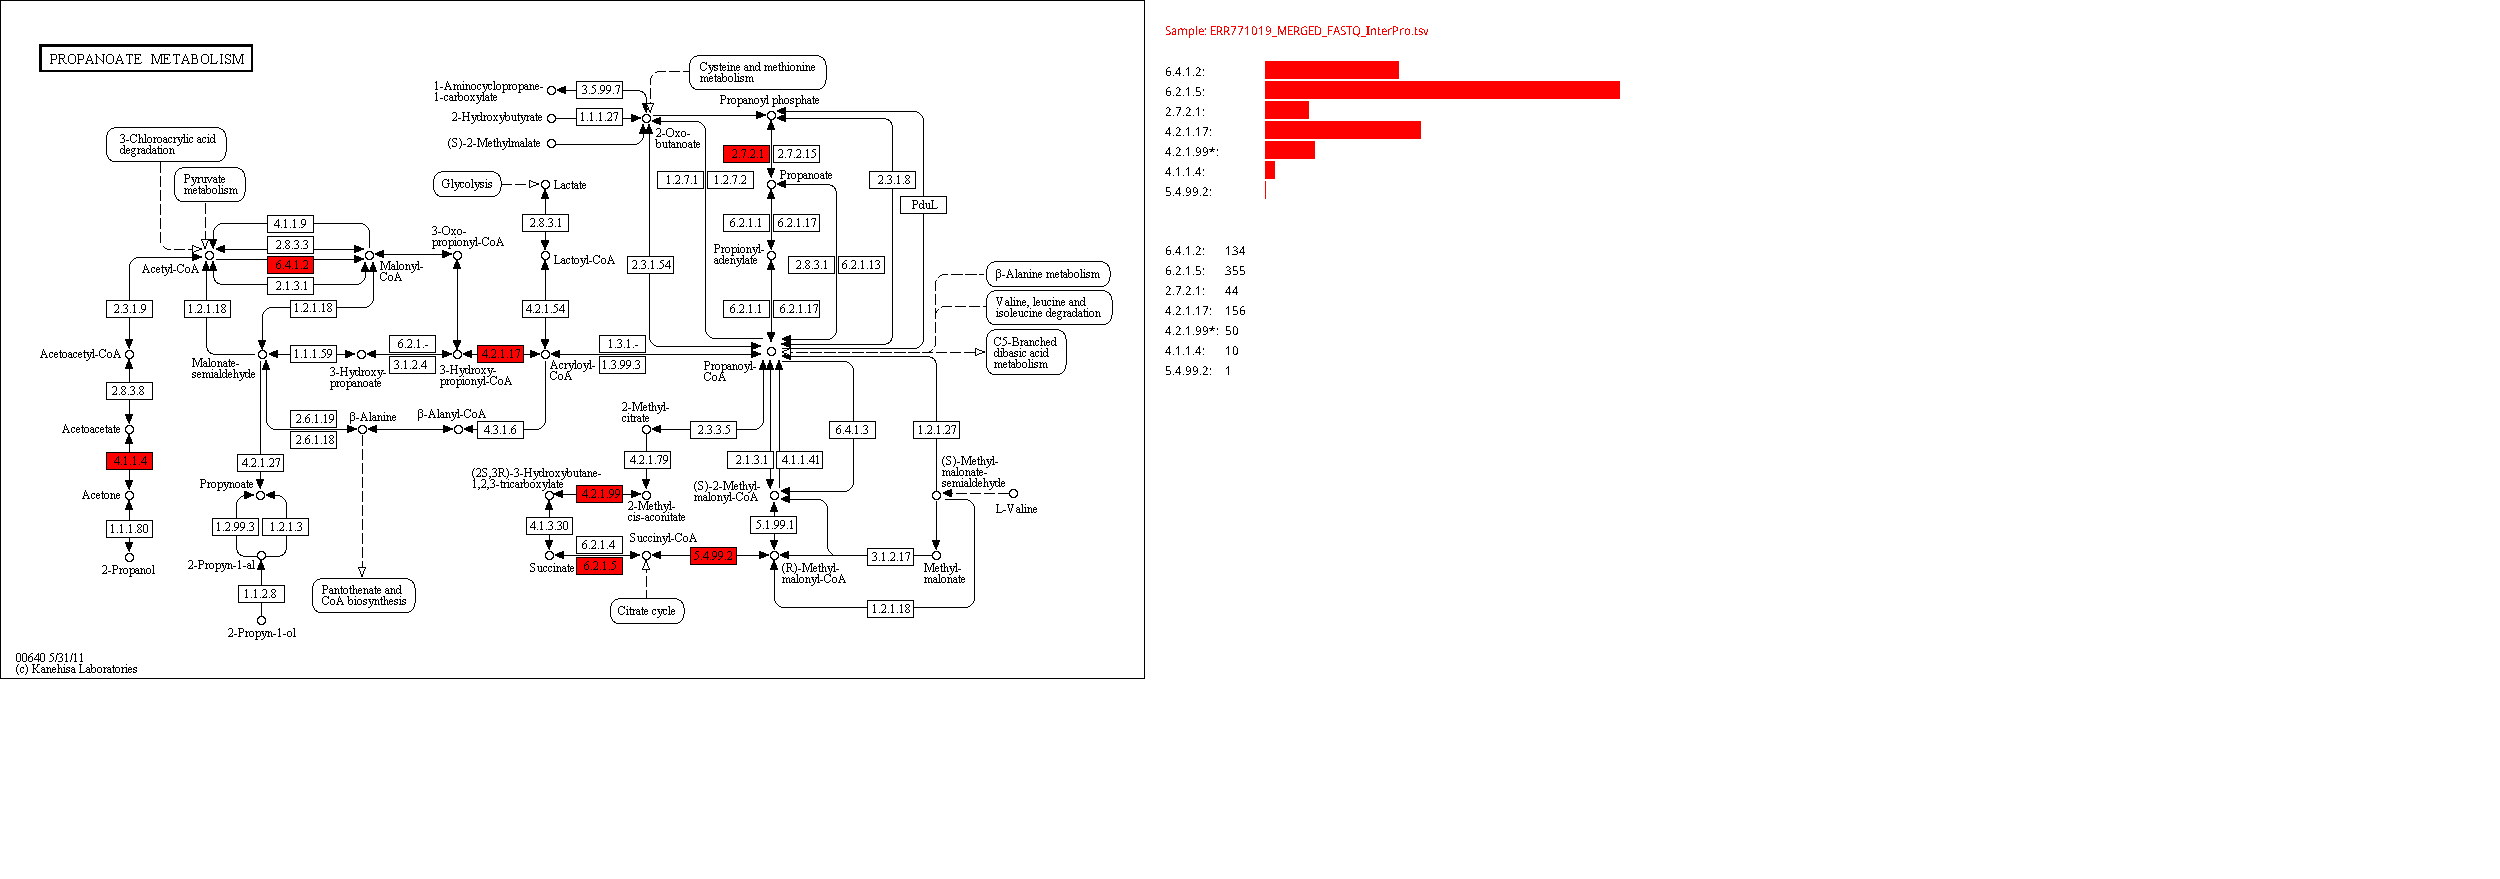 PROPANOATE METABOLISM
Cysteine and methionine
metabolism
1-Aminocyclopropane-
1-carboxylate
3.5.99.7
Propanoyl phosphate
2-Hydroxybutyrate
1.1.1.27
2-Oxo-
butanoate
(S)-2-Methylmalate
3-Chloroacrylic acid
degradation
2.7.2.1
2.7.2.15
Pyruvate
metabolism
Glycolysis
Lactate
1.2.7.1
1.2.7.2
Propanoate
2.3.1.8
PduL
4.1.1.9
2.8.3.1
6.2.1.1
6.2.1.17
2.8.3.3
3-Oxo-
propionyl-CoA
Propionyl-
adenylate
6.4.1.2
Acetyl-CoA
Malonyl-
CoA
Lactoyl-CoA
2.3.1.54
2.8.3.1
6.2.1.13
β-Alanine metabolism
2.1.3.1
2.3.1.9
1.2.1.18
1.2.1.18
4.2.1.54
6.2.1.1
6.2.1.17
Valine, leucine and
isoleucine degradation
Acetoacetyl-CoA
Malonate-
semialdehyde
1.1.1.59
3-Hydroxy-
propanoate
6.2.1.-
3.1.2.4
4.2.1.17
3-Hydroxy-
propionyl-CoA
Acryloyl-
CoA
1.3.1.-
1.3.99.3
Propanoyl-
CoA
C5-Branched
dibasic acid
metabolism
2.8.3.8
Acetoacetate
2.6.1.19
2.6.1.18
β-Alanine
β-Alanyl-CoA
4.3.1.6
2-Methyl-
citrate
2.3.3.5
6.4.1.3
1.2.1.27
4.1.1.4
4.2.1.27
4.2.1.79
2.1.3.1
4.1.1.41
(S)-Methyl-
malonate-
semialdehyde
Acetone
Propynoate
(2S,3R)-3-Hydroxybutane-
1,2,3-tricarboxylate
4.2.1.99
2-Methyl-
cis-aconitate
(S)-2-Methyl-
malonyl-CoA
L-Valine
1.1.1.80
1.2.99.3
1.2.1.3
4.1.3.30
5.1.99.1
2-Propanol
2-Propyn-1-al
Succinate
6.2.1.4
6.2.1.5
Succinyl-CoA
5.4.99.2
(R)-Methyl-
malonyl-CoA
3.1.2.17
Methyl-
malonate
1.1.2.8
Pantothenate and
CoA biosynthesis
Citrate cycle
1.2.1.18
2-Propyn-1-ol
00640 5/31/11
(c) Kanehisa Laboratories
Sample: ERR771019_MERGED_FASTQ_InterPro.tsv
6.4.1.2:
6.2.1.5:
2.7.2.1:
4.2.1.17:
4.2.1.99*:
4.1.1.4:
5.4.99.2:
6.4.1.2: 134
6.2.1.5: 355
2.7.2.1: 44
4.2.1.17: 156
4.2.1.99*: 50
4.1.1.4: 10
5.4.99.2: 1